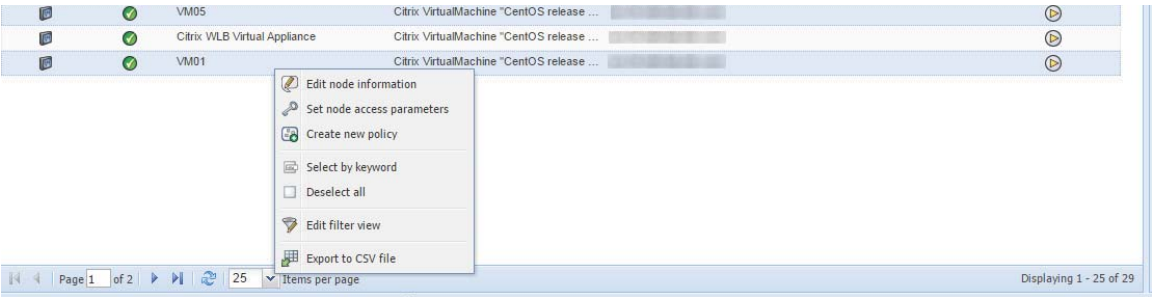 VM05 Citrix VirtualMachine "CentOS release ...
Citrix WLB Virtual Appliance Citrix VirtualMachine "CentOS release ...
VM01 Citrix VirtualMachine "CentOS release ...
Edit node information
Set node access parameters
Create new policy
Select by keyword
Deselect all
Edit filter view
Export to CSV file
Page 1 of 2 25 Items per page Displaying 1 - 25 of 29